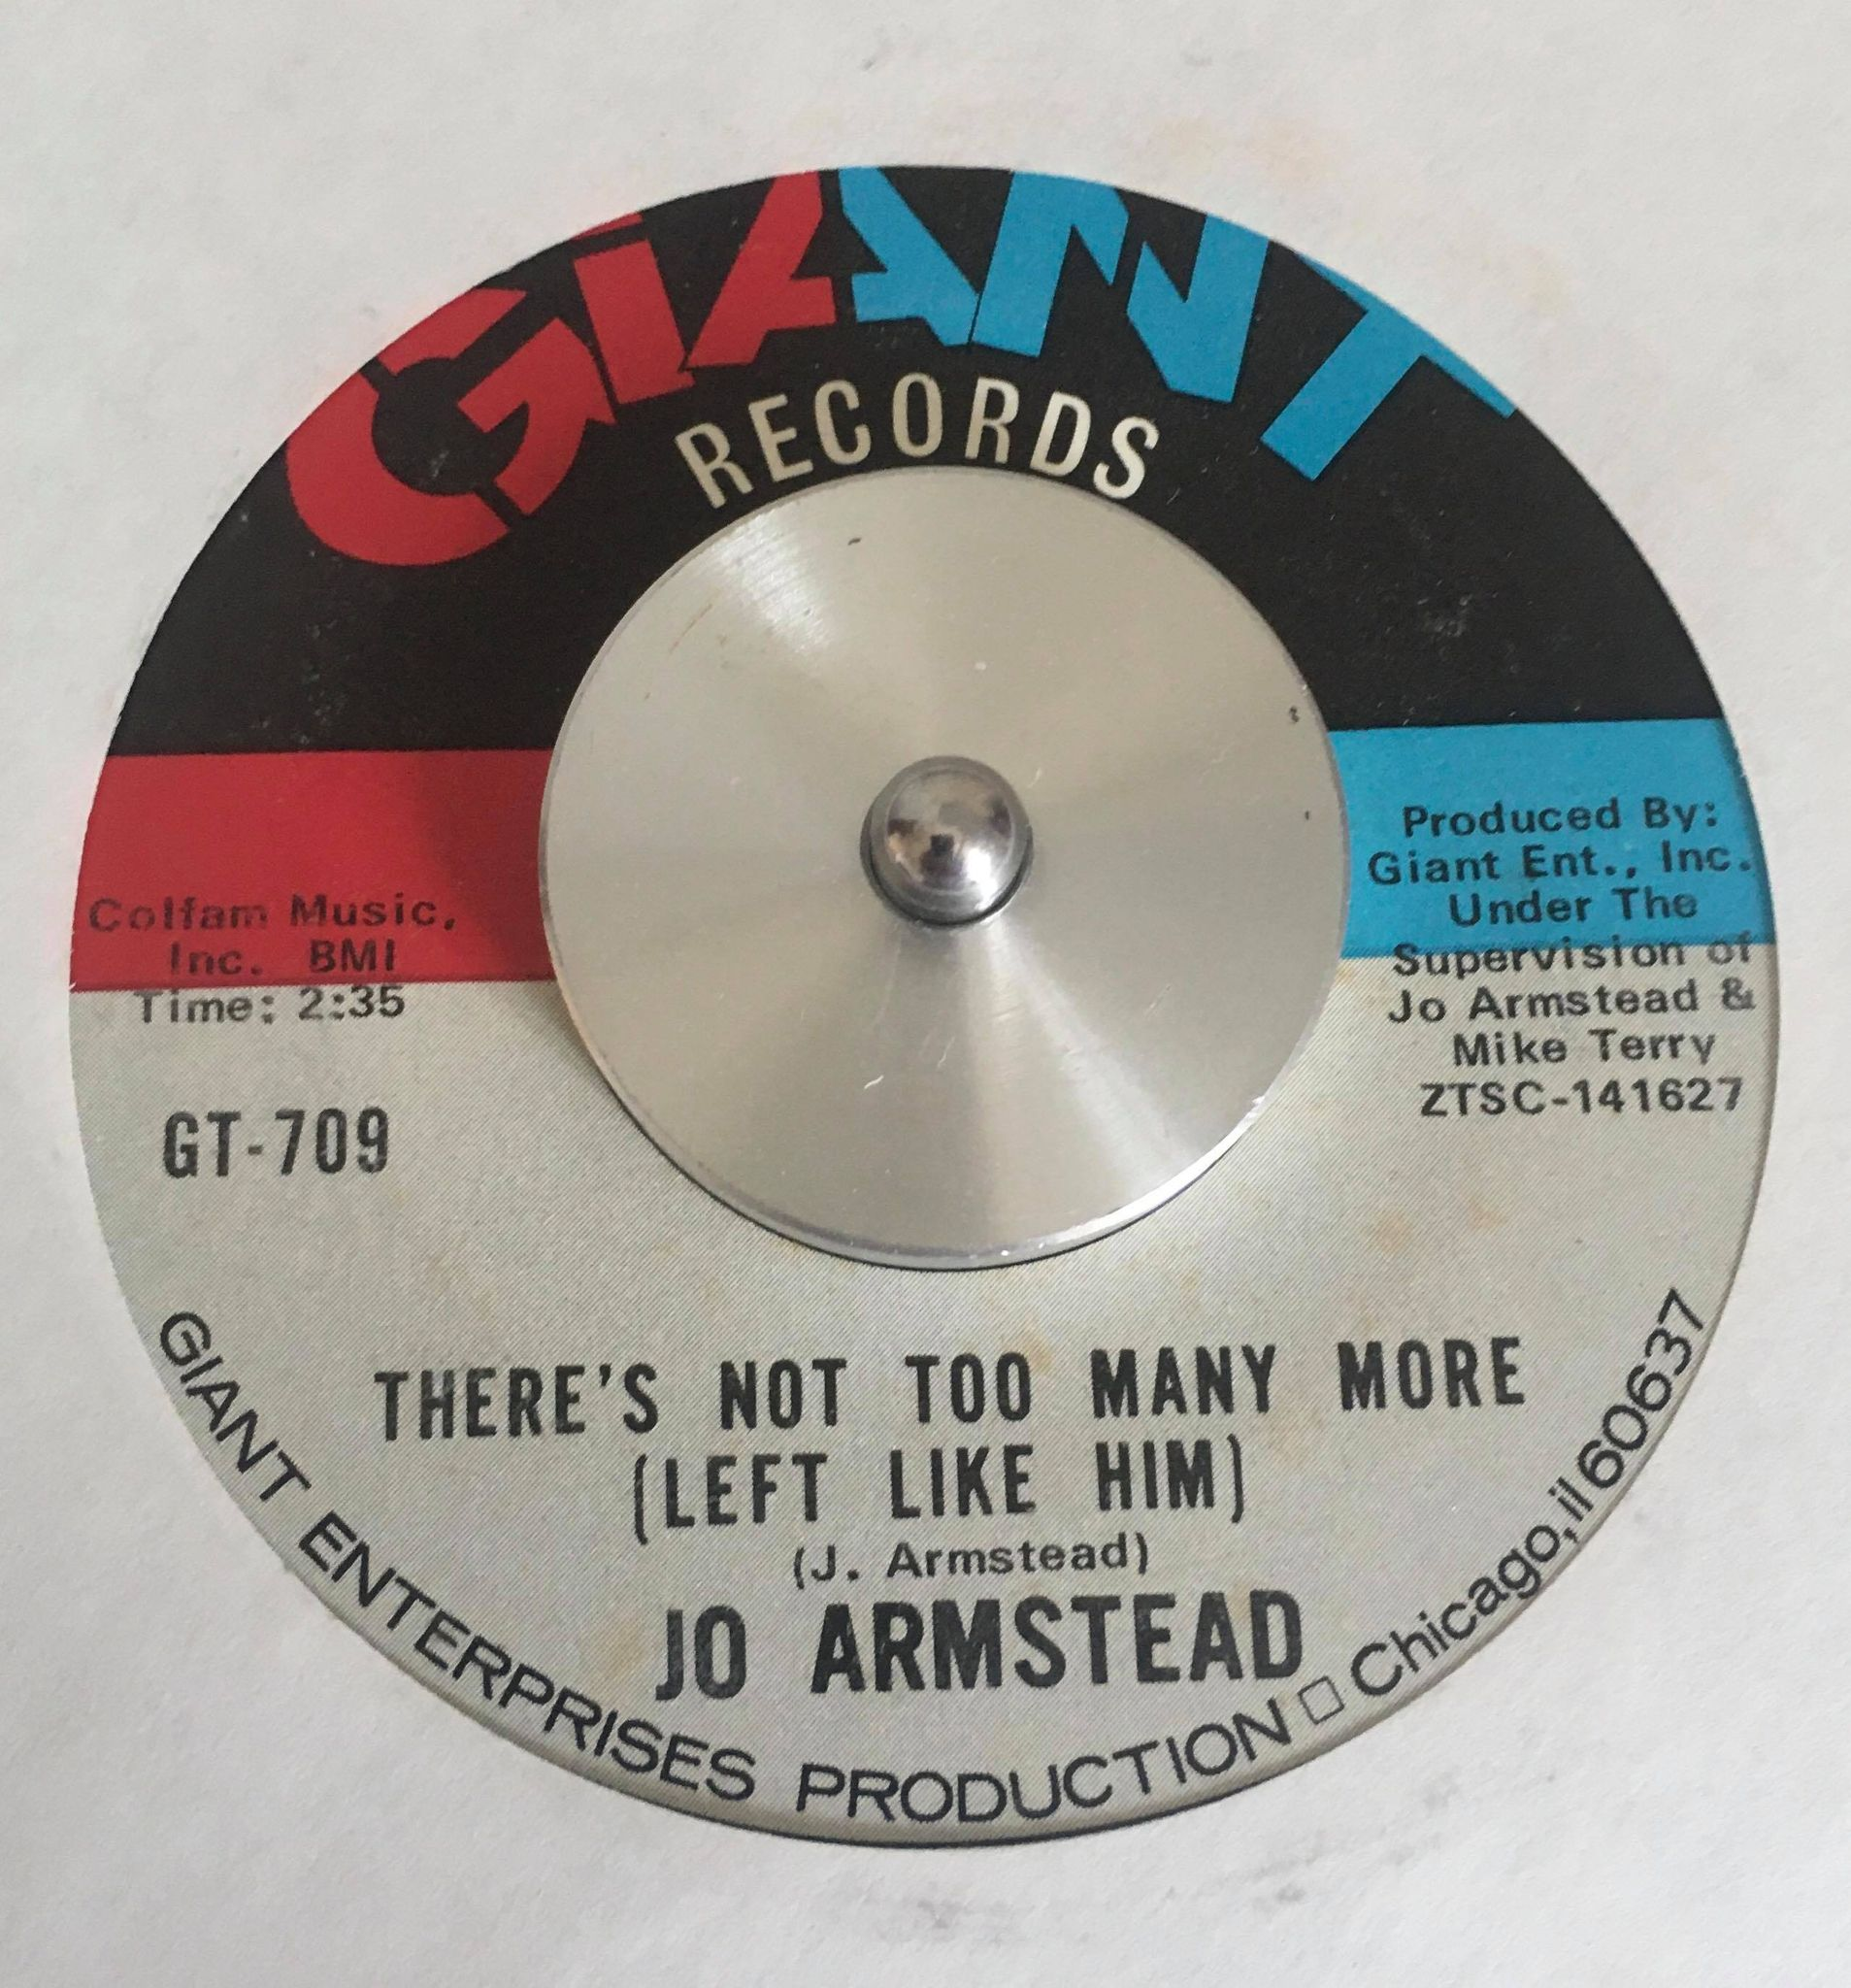 GiANT
RECORDS
Colfam Music,
Inc. BMI
Time: 2:35
GT-709
Produced By:
Giant Ent., Inc.
Under The
Supervision of
Jo Armstead &
Mike Terry
ZTSC-141627
THERE'S NOT TOO MANY MORE
(LEFT LIKE HIM)
(J. Armstead)
JO ARMSTEAD
GIANT ENTERPRISES PRODUCTION □ Chicago, il 60637